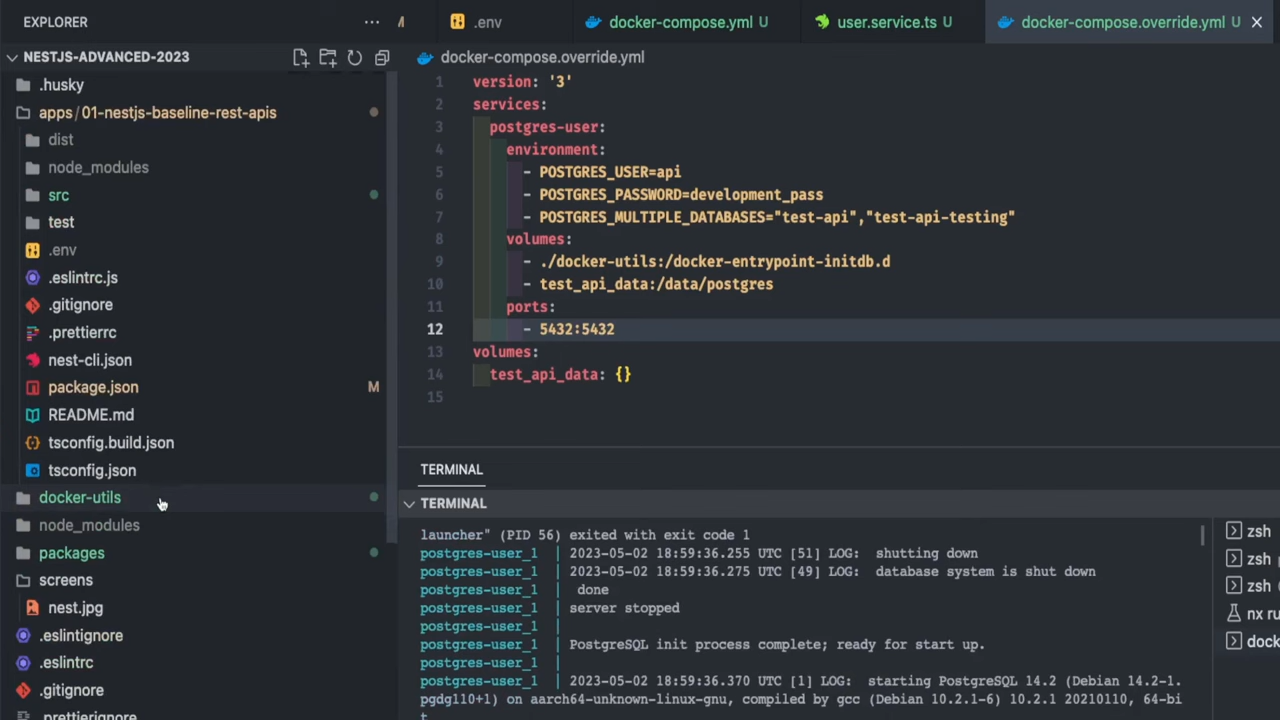 EXPLORER
NESTJS-ADVANCED-2023
.husky
apps/01-nestjs-baseline-rest-apis
dist
node_modules
src
test
.env
.eslintrc.js
.gitignore
.prettierrc
nest-cli.json
package.json M
README.md
tsconfig.build.json
tsconfig.json
docker-utils
node_modules
packages
screens
nest.jpg
.eslintignore
.eslintrc
.gitignore
.prettierignore
.env
docker-compose.yml U
user.service.ts U
docker-compose.override.yml U
docker-compose.override.yml
1 version: '3'
2 services:
3 postgres-user:
4 environment:
5 - POSTGRES_USER=api
6 - POSTGRES_PASSWORD=development_pass
7 - POSTGRES_MULTIPLE_DATABASES="test-api","test-api-testing"
8 volumes:
9 - ./docker-utils:/docker-entrypoint-initdb.d
10 - test_api_data:/data/postgres
11 ports:
12 - 5432:5432
13 volumes:
14 test_api_data: {}
15
TERMINAL
TERMINAL
launcher" (PID 56) exited with exit code 1
postgres-user_1 | 2023-05-02 18:59:36.255 UTC [51] LOG: shutting down
postgres-user_1 | 2023-05-02 18:59:36.275 UTC [49] LOG: database system is shut down
postgres-user_1 | done
postgres-user_1 | server stopped
postgres-user_1 |
postgres-user_1 | PostgreSQL init process complete; ready for start up.
postgres-user_1 |
postgres-user_1 | 2023-05-02 18:59:36.370 UTC [1] LOG: starting PostgreSQL 14.2 (Debian 14.2-1.
pgdg110+1) on aarch64-unknown-linux-gnu, compiled by gcc (Debian 10.2.1-6) 10.2.1 20210110, 64-bi
t
zsh
zsh
zsh
nx ru
dock